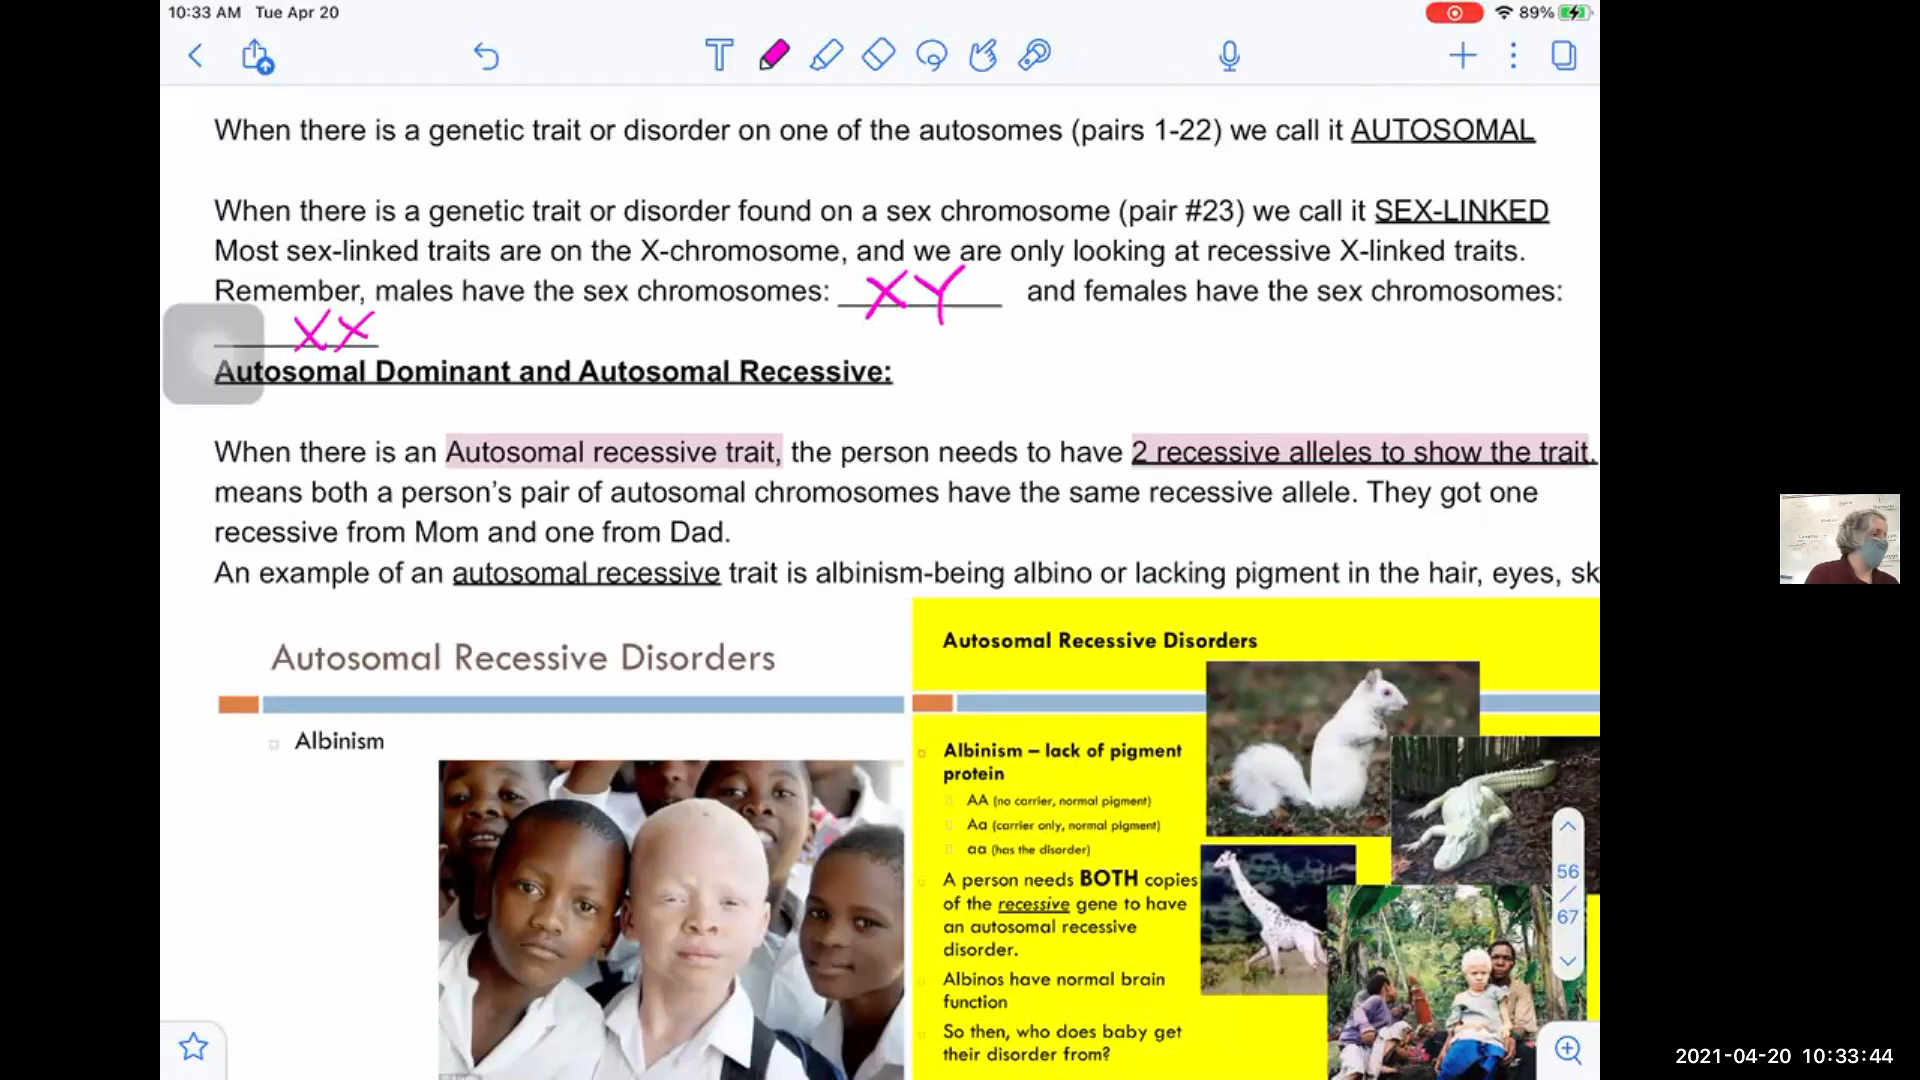 10:33 AM Tue Apr 20
89%
When there is a genetic trait or disorder on one of the autosomes (pairs 1-22) we call it AUTOSOMAL
When there is a genetic trait or disorder found on a sex chromosome (pair #23) we call it SEX-LINKED
Most sex-linked traits are on the X-chromosome, and we are only looking at recessive X-linked traits.
Remember, males have the sex chromosomes: XY and females have the sex chromosomes:
XX
Autosomal Dominant and Autosomal Recessive:
When there is an Autosomal recessive trait, the person needs to have 2 recessive alleles to show the trait.
means both a person’s pair of autosomal chromosomes have the same recessive allele. They got one
recessive from Mom and one from Dad.
An example of an autosomal recessive trait is albinism-being albino or lacking pigment in the hair, eyes, sk
Autosomal Recessive Disorders
Albinism
Autosomal Recessive Disorders
Albinism – lack of pigment
protein
AA (no carrier, normal pigment)
Aa (carrier only, normal pigment)
aa (has the disorder)
A person needs BOTH copies
of the recessive gene to have
an autosomal recessive
disorder.
Albinos have normal brain
function
So then, who does baby get
their disorder from?
56
/
67
2021-04-20 10:33:44